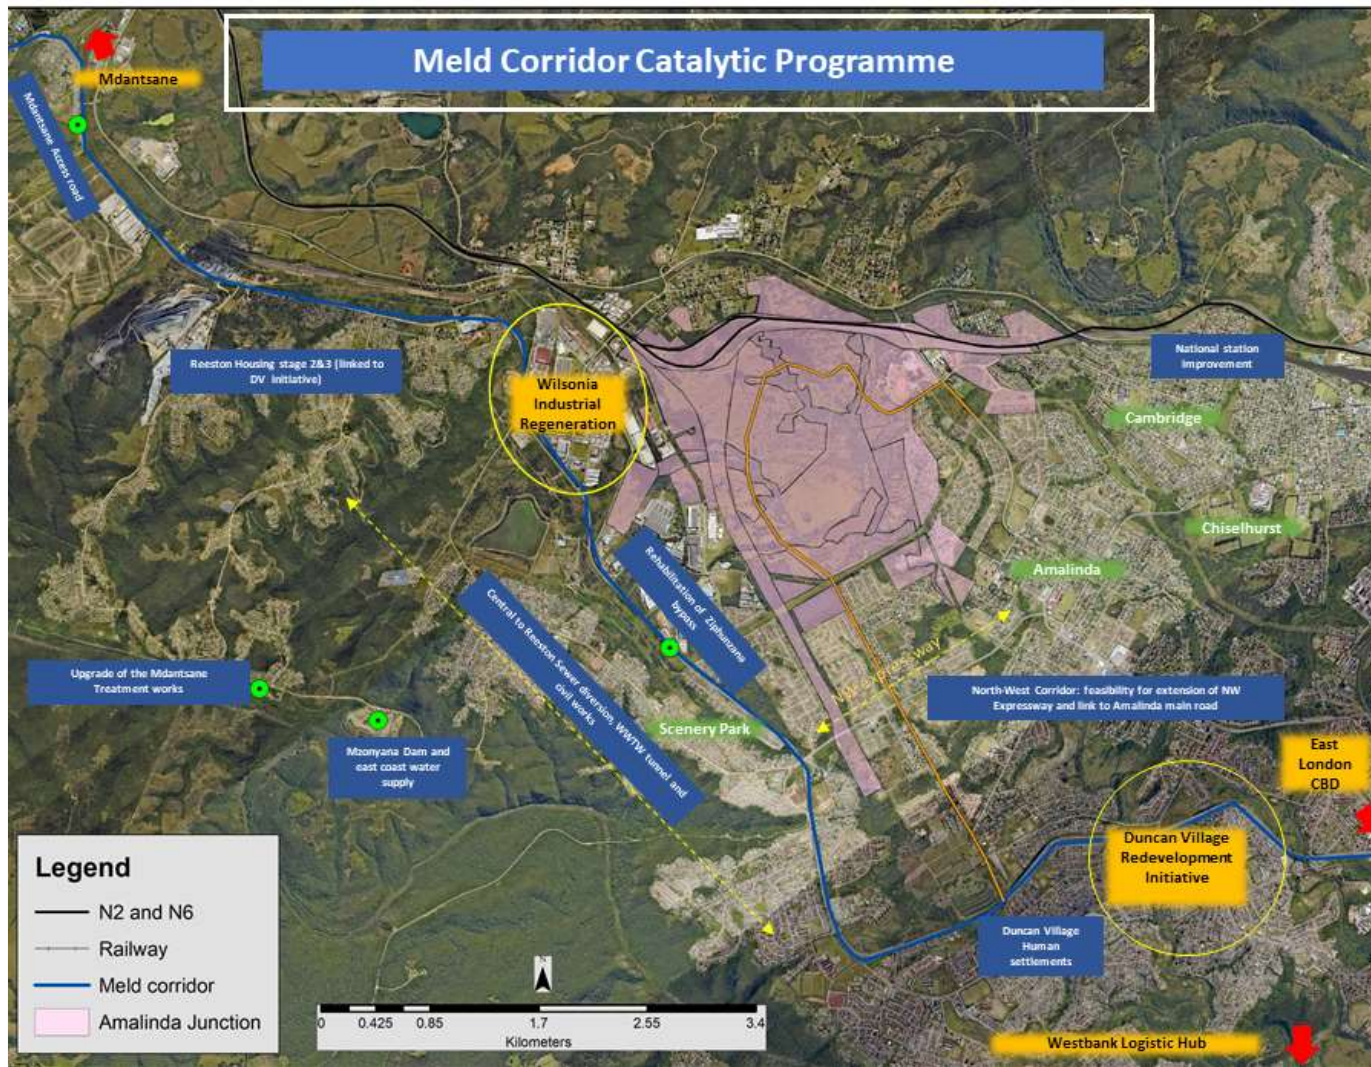 Meld Corridor Catalytic Programme
Mdantsane
Mdantsane Access road
Reeston Housing stage 2&3 (linked to
DV initiative)
Wilsonia
Industrial
Regeneration
National station
improvement
Cambridge
Chiselhurst
Amalinda
Rehabilitation of Ziphunzana
bypass
Central to Reeston Sewer diversion, WWTW tunnel and
civil works
Upgrade of the Mdantsane
Treatment works
Mzonyana Dam and
east coast water
supply
Scenery Park
North-West Corridor: feasibility for extension of NW
Expressway and link to Amalinda main road
East
London
CBD
Duncan Village
Redevelopment
Initiative
Duncan Village
Human
settlements
Westbank Logistic Hub
Legend
N2 and N6
Railway
Meld corridor
Amalinda Junction
N
0 0.425 0.85 1.7 2.55 3.4
Kilometers